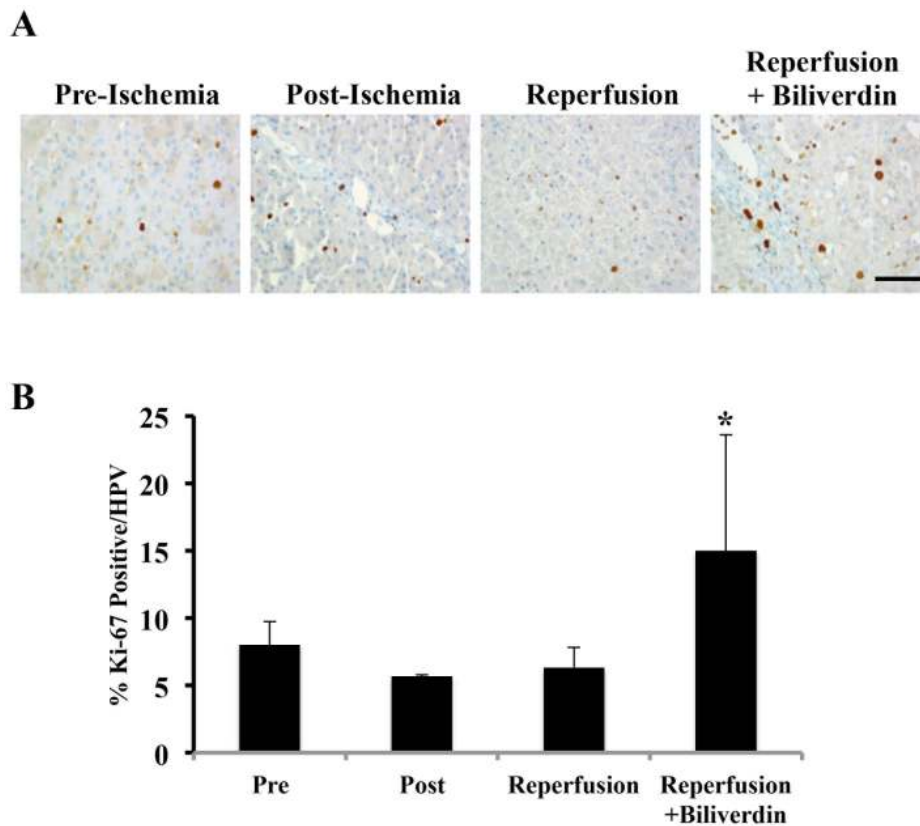 A
Pre-Ischemia
Post-Ischemia
Reperfusion
Reperfusion
+ Biliverdin
B
% Ki-67 Positive/HPV
25
20
15
10
5
0
*
Pre
Post
Reperfusion
Reperfusion
+Biliverdin